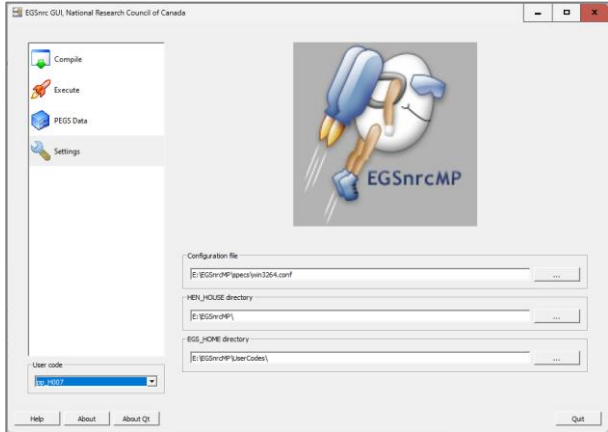 EGSnrc GUI, National Research Council of Canada
Compile
Execute
PEGS Data
Settings
EGSnrcMP
Configuration file
E:\EGSnrcMP\specs\win3264.conf
...
HEN_HOUSE directory
E:\EGSnrcMP\
...
EGS_HOME directory
E:\EGSnrcMP\UserCodes\
...
User code
pp_H007
Help
About
About Qt
Quit